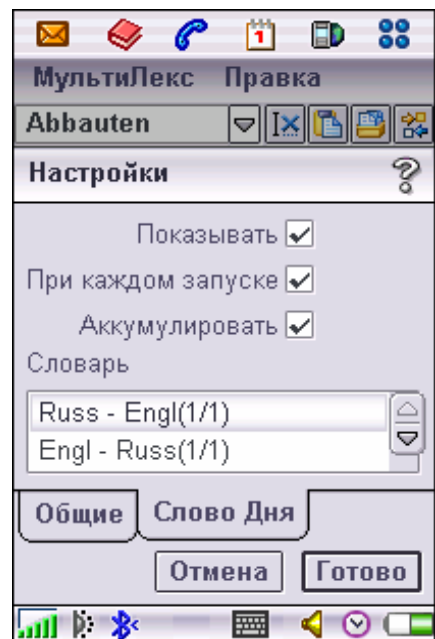 1
МультиЛекс Правка
Abbauten
Настройки
Показывать
При каждом запуске
Аккумулировать
Словарь
Russ - Engl(1/1)
Engl - Russ(1/1)
Общие Слово Дня
Отмена Готово